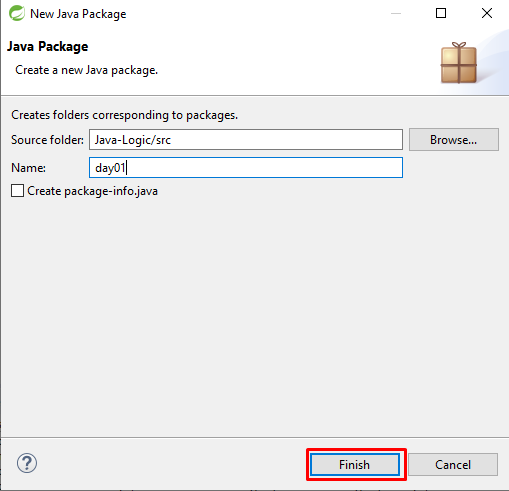 New Java Package
Java Package
Create a new Java package.
Creates folders corresponding to packages.
Source folder: Java-Logic/src Browse...
Name: day01
Create package-info.java
? Finish Cancel